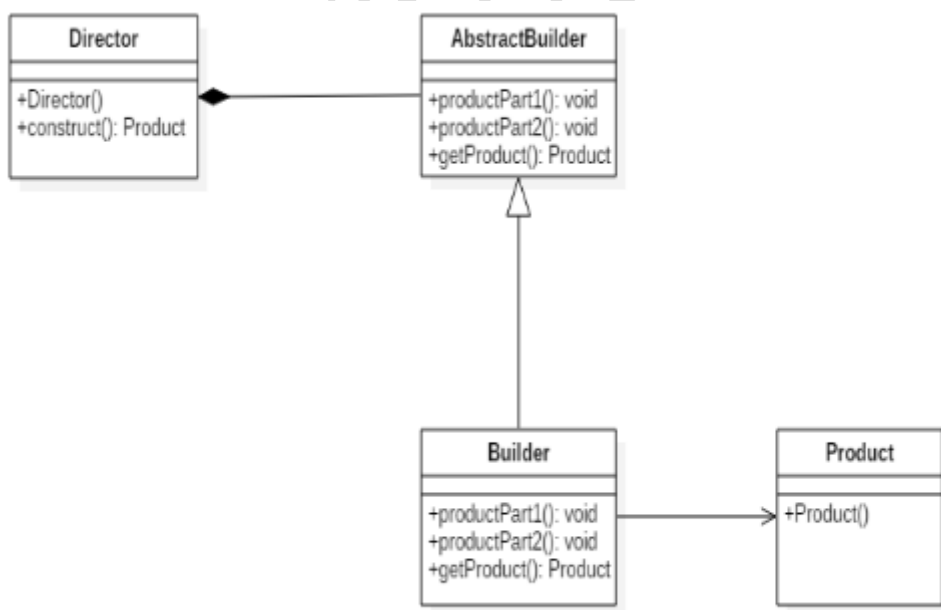 Director
+Director()
+construct(): Product
AbstractBuilder
+productPart1(): void
+productPart2(): void
+getProduct(): Product
Builder
+productPart1(): void
+productPart2(): void
+getProduct(): Product
Product
+Product()